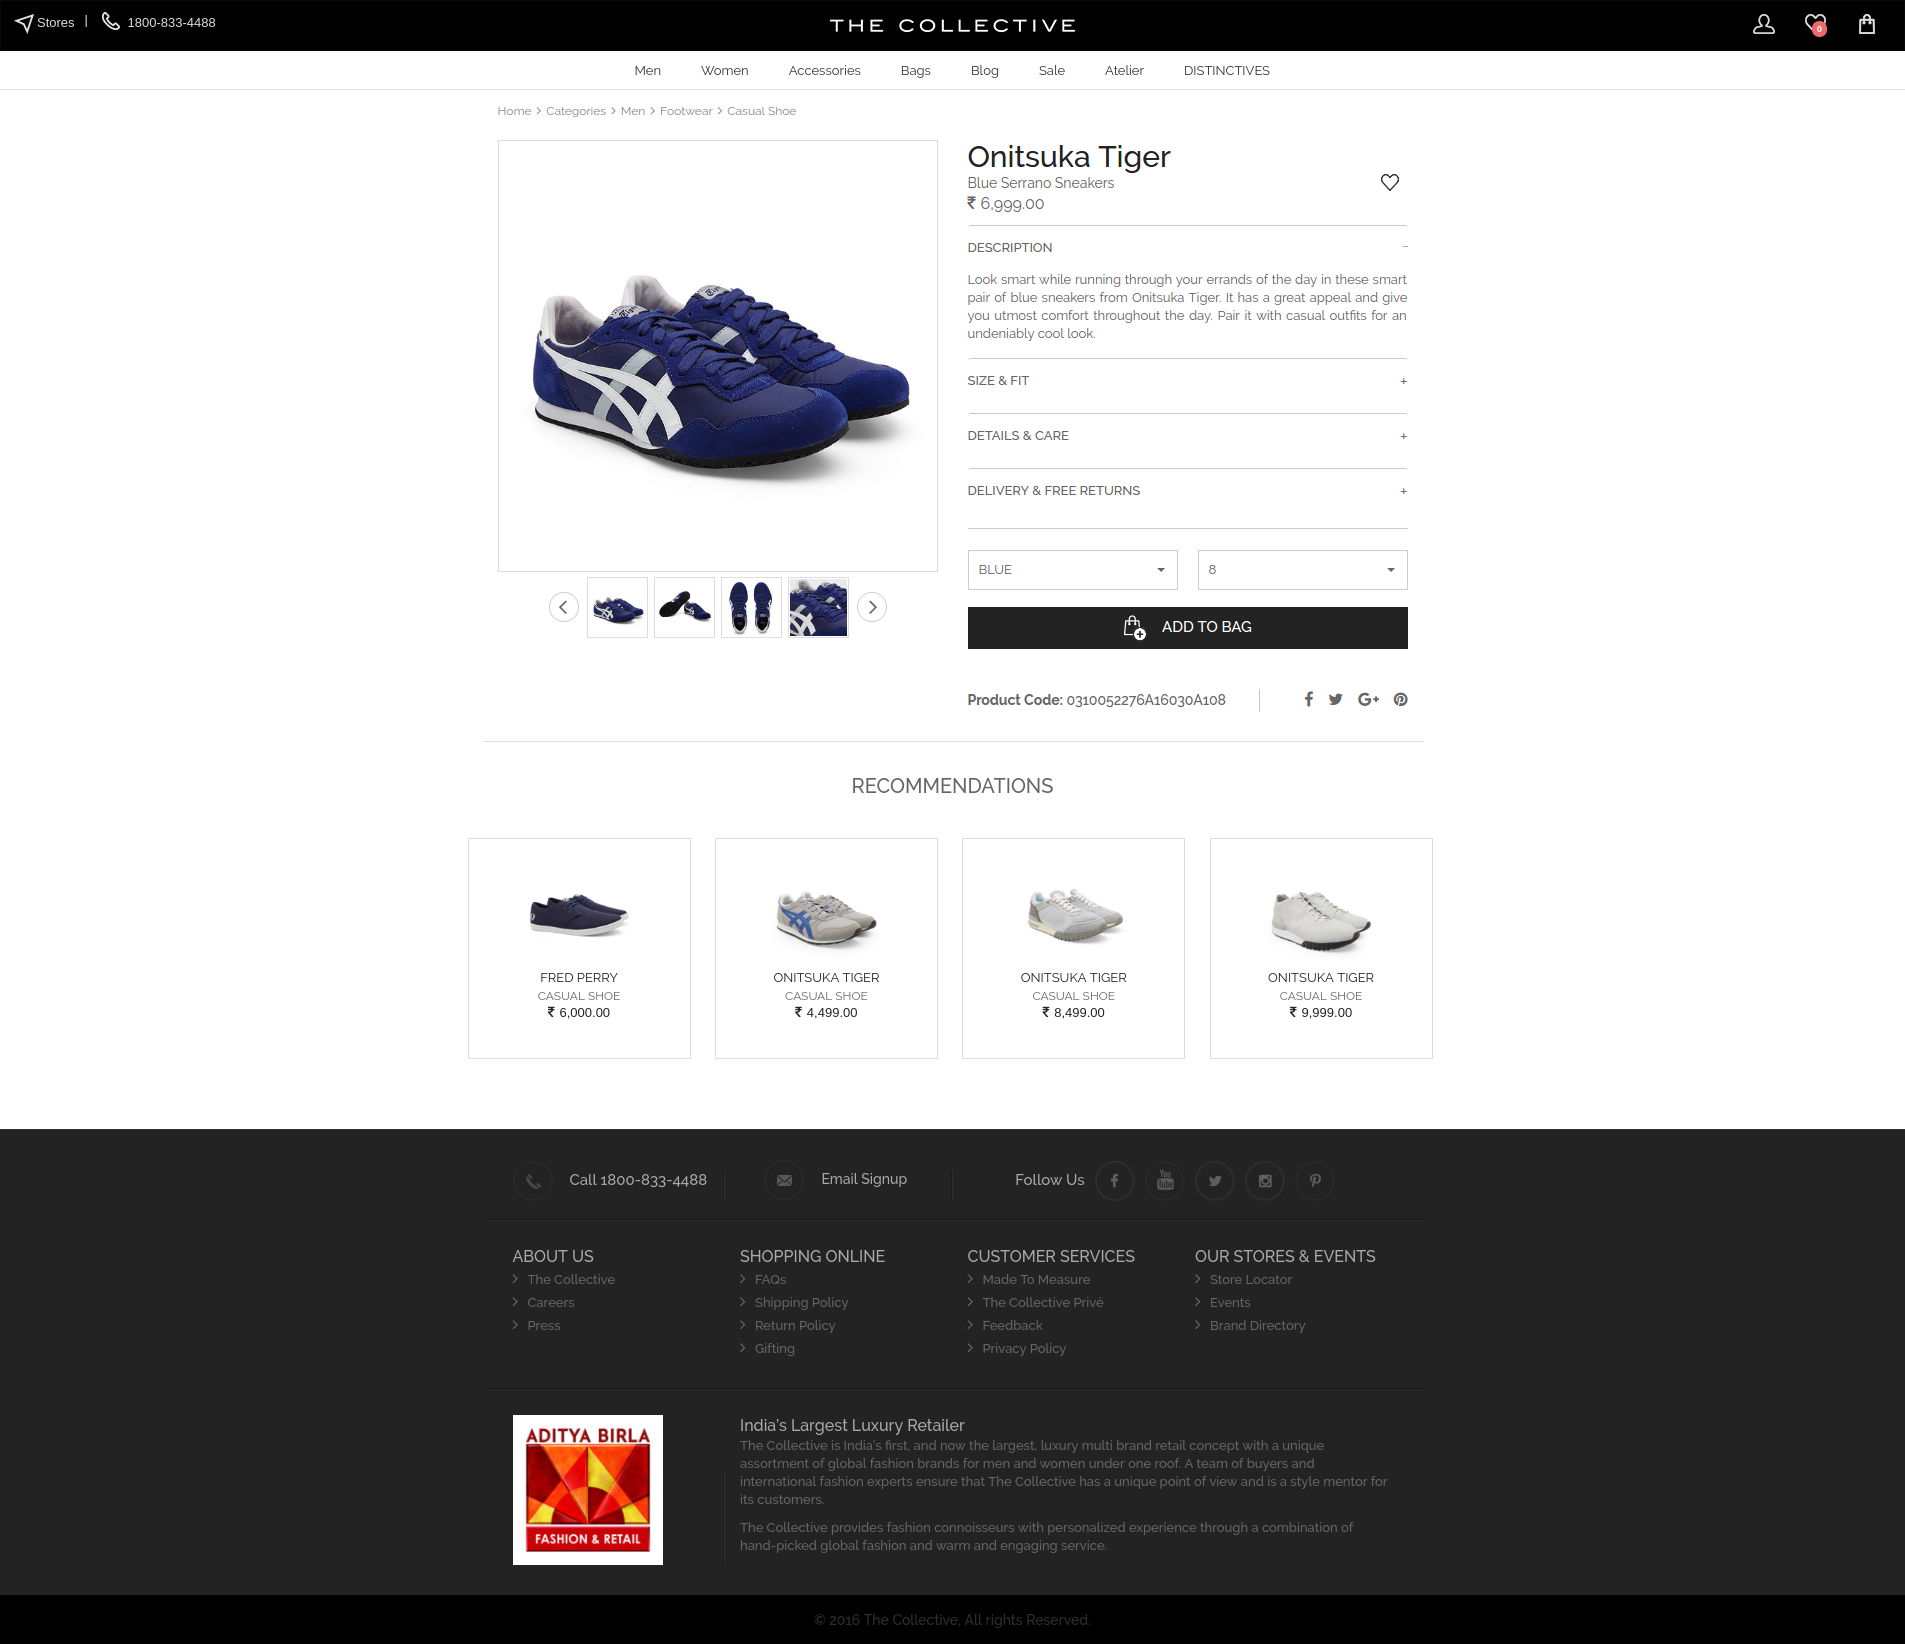 Stores | 1800-833-4488
THE COLLECTIVE
0
Men Women Accessories Bags Blog Sale Atelier DISTINCTIVES
Home > Categories > Men > Footwear > Casual Shoe
Onitsuka Tiger
Blue Serrano Sneakers
₹ 6,999.00
DESCRIPTION –
Look smart while running through your errands of the day in these smart
pair of blue sneakers from Onitsuka Tiger. It has a great appeal and give
you utmost comfort throughout the day. Pair it with casual outfits for an
undeniably cool look.
SIZE & FIT +
DETAILS & CARE +
DELIVERY & FREE RETURNS +
BLUE 8
ADD TO BAG
Product Code: 0310052276A16030A108
RECOMMENDATIONS
FRED PERRY
CASUAL SHOE
₹ 6,000.00
ONITSUKA TIGER
CASUAL SHOE
₹ 4,499.00
ONITSUKA TIGER
CASUAL SHOE
₹ 8,499.00
ONITSUKA TIGER
CASUAL SHOE
₹ 9,999.00
Call 1800-833-4488
Email Signup
Follow Us
You
Tube
ABOUT US
The Collective
Careers
Press
SHOPPING ONLINE
FAQs
Shipping Policy
Return Policy
Gifting
CUSTOMER SERVICES
Made To Measure
The Collective Privé
Feedback
Privacy Policy
OUR STORES & EVENTS
Store Locator
Events
Brand Directory
ADITYA BIRLA
FASHION & RETAIL
India's Largest Luxury Retailer
The Collective is India's first, and now the largest, luxury multi brand retail concept with a unique
assortment of global fashion brands for men and women under one roof. A team of buyers and
international fashion experts ensure that The Collective has a unique point of view and is a style mentor for
its customers.
The Collective provides fashion connoisseurs with personalized experience through a combination of
hand-picked global fashion and warm and engaging service.
© 2016 The Collective, All rights Reserved.